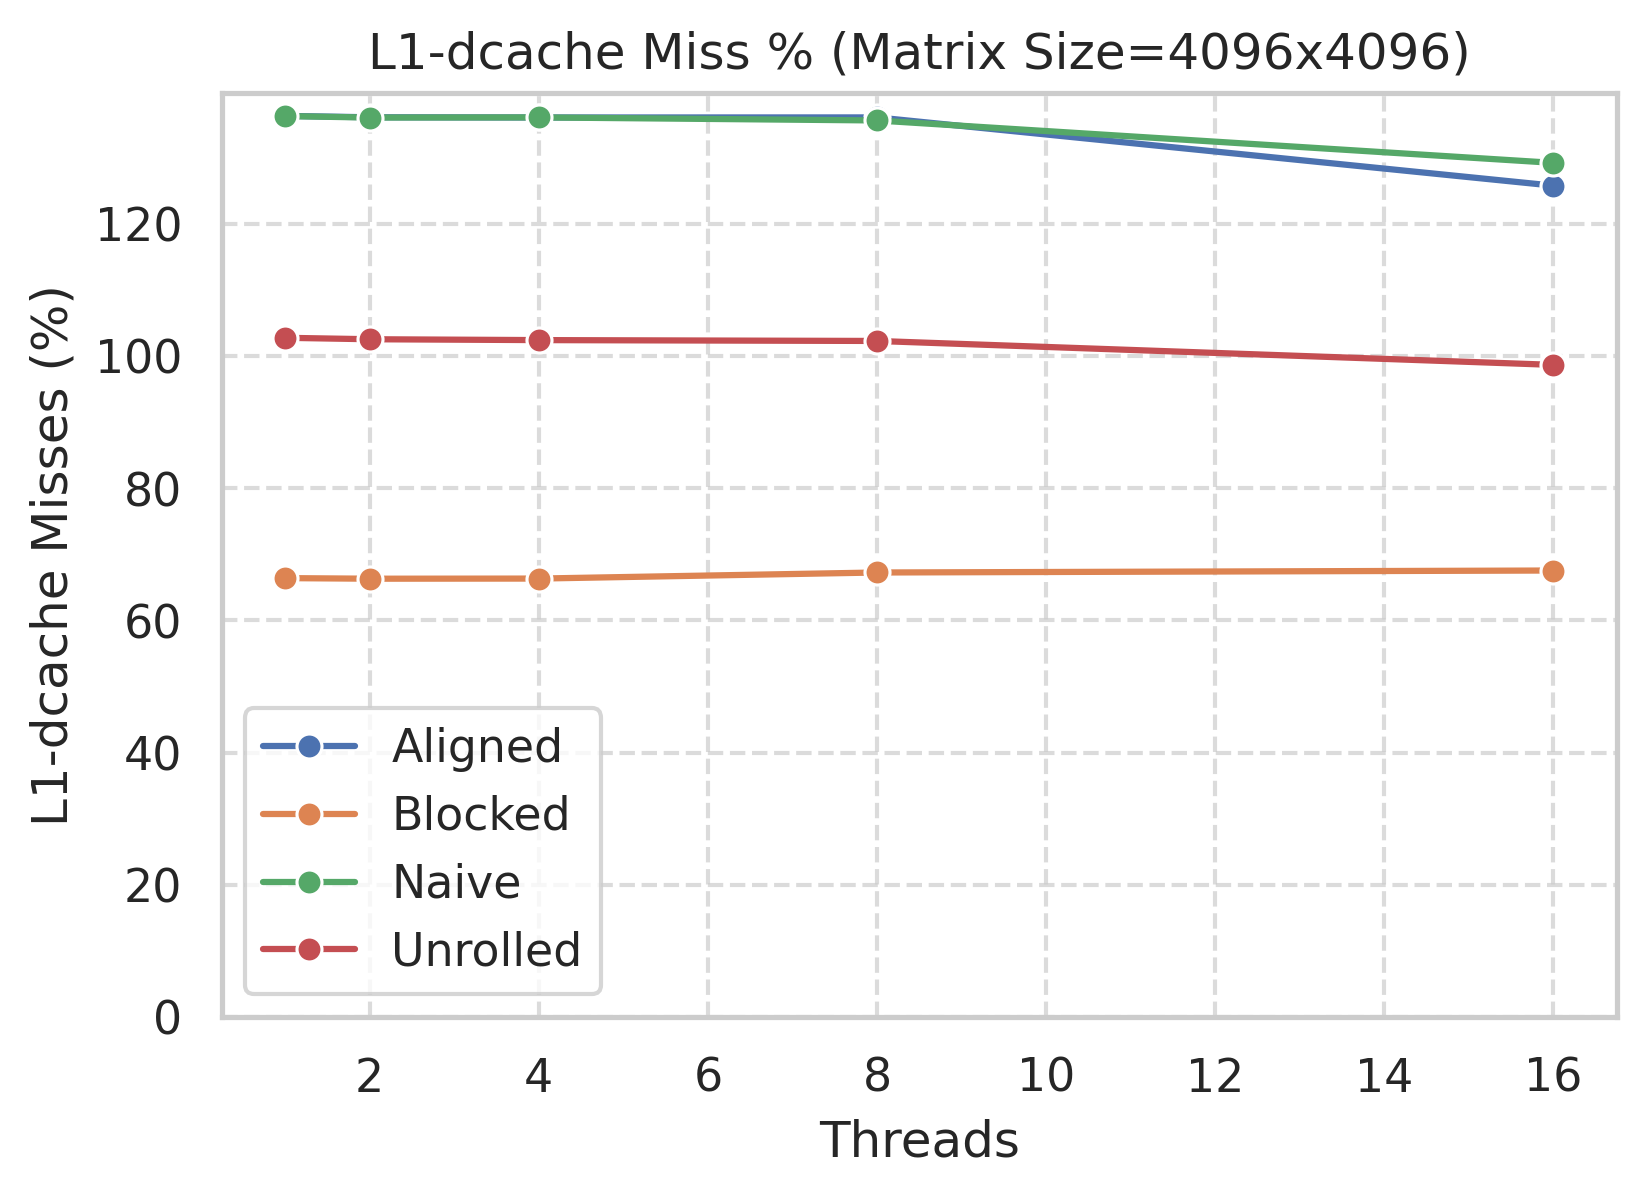 L1-dcache Miss % (Matrix Size=4096x4096)
L1-dcache Misses (%)
120
100
80
60
40
20
0
Aligned
Blocked
Naive
Unrolled
2 4 6 8 10 12 14 16
Threads